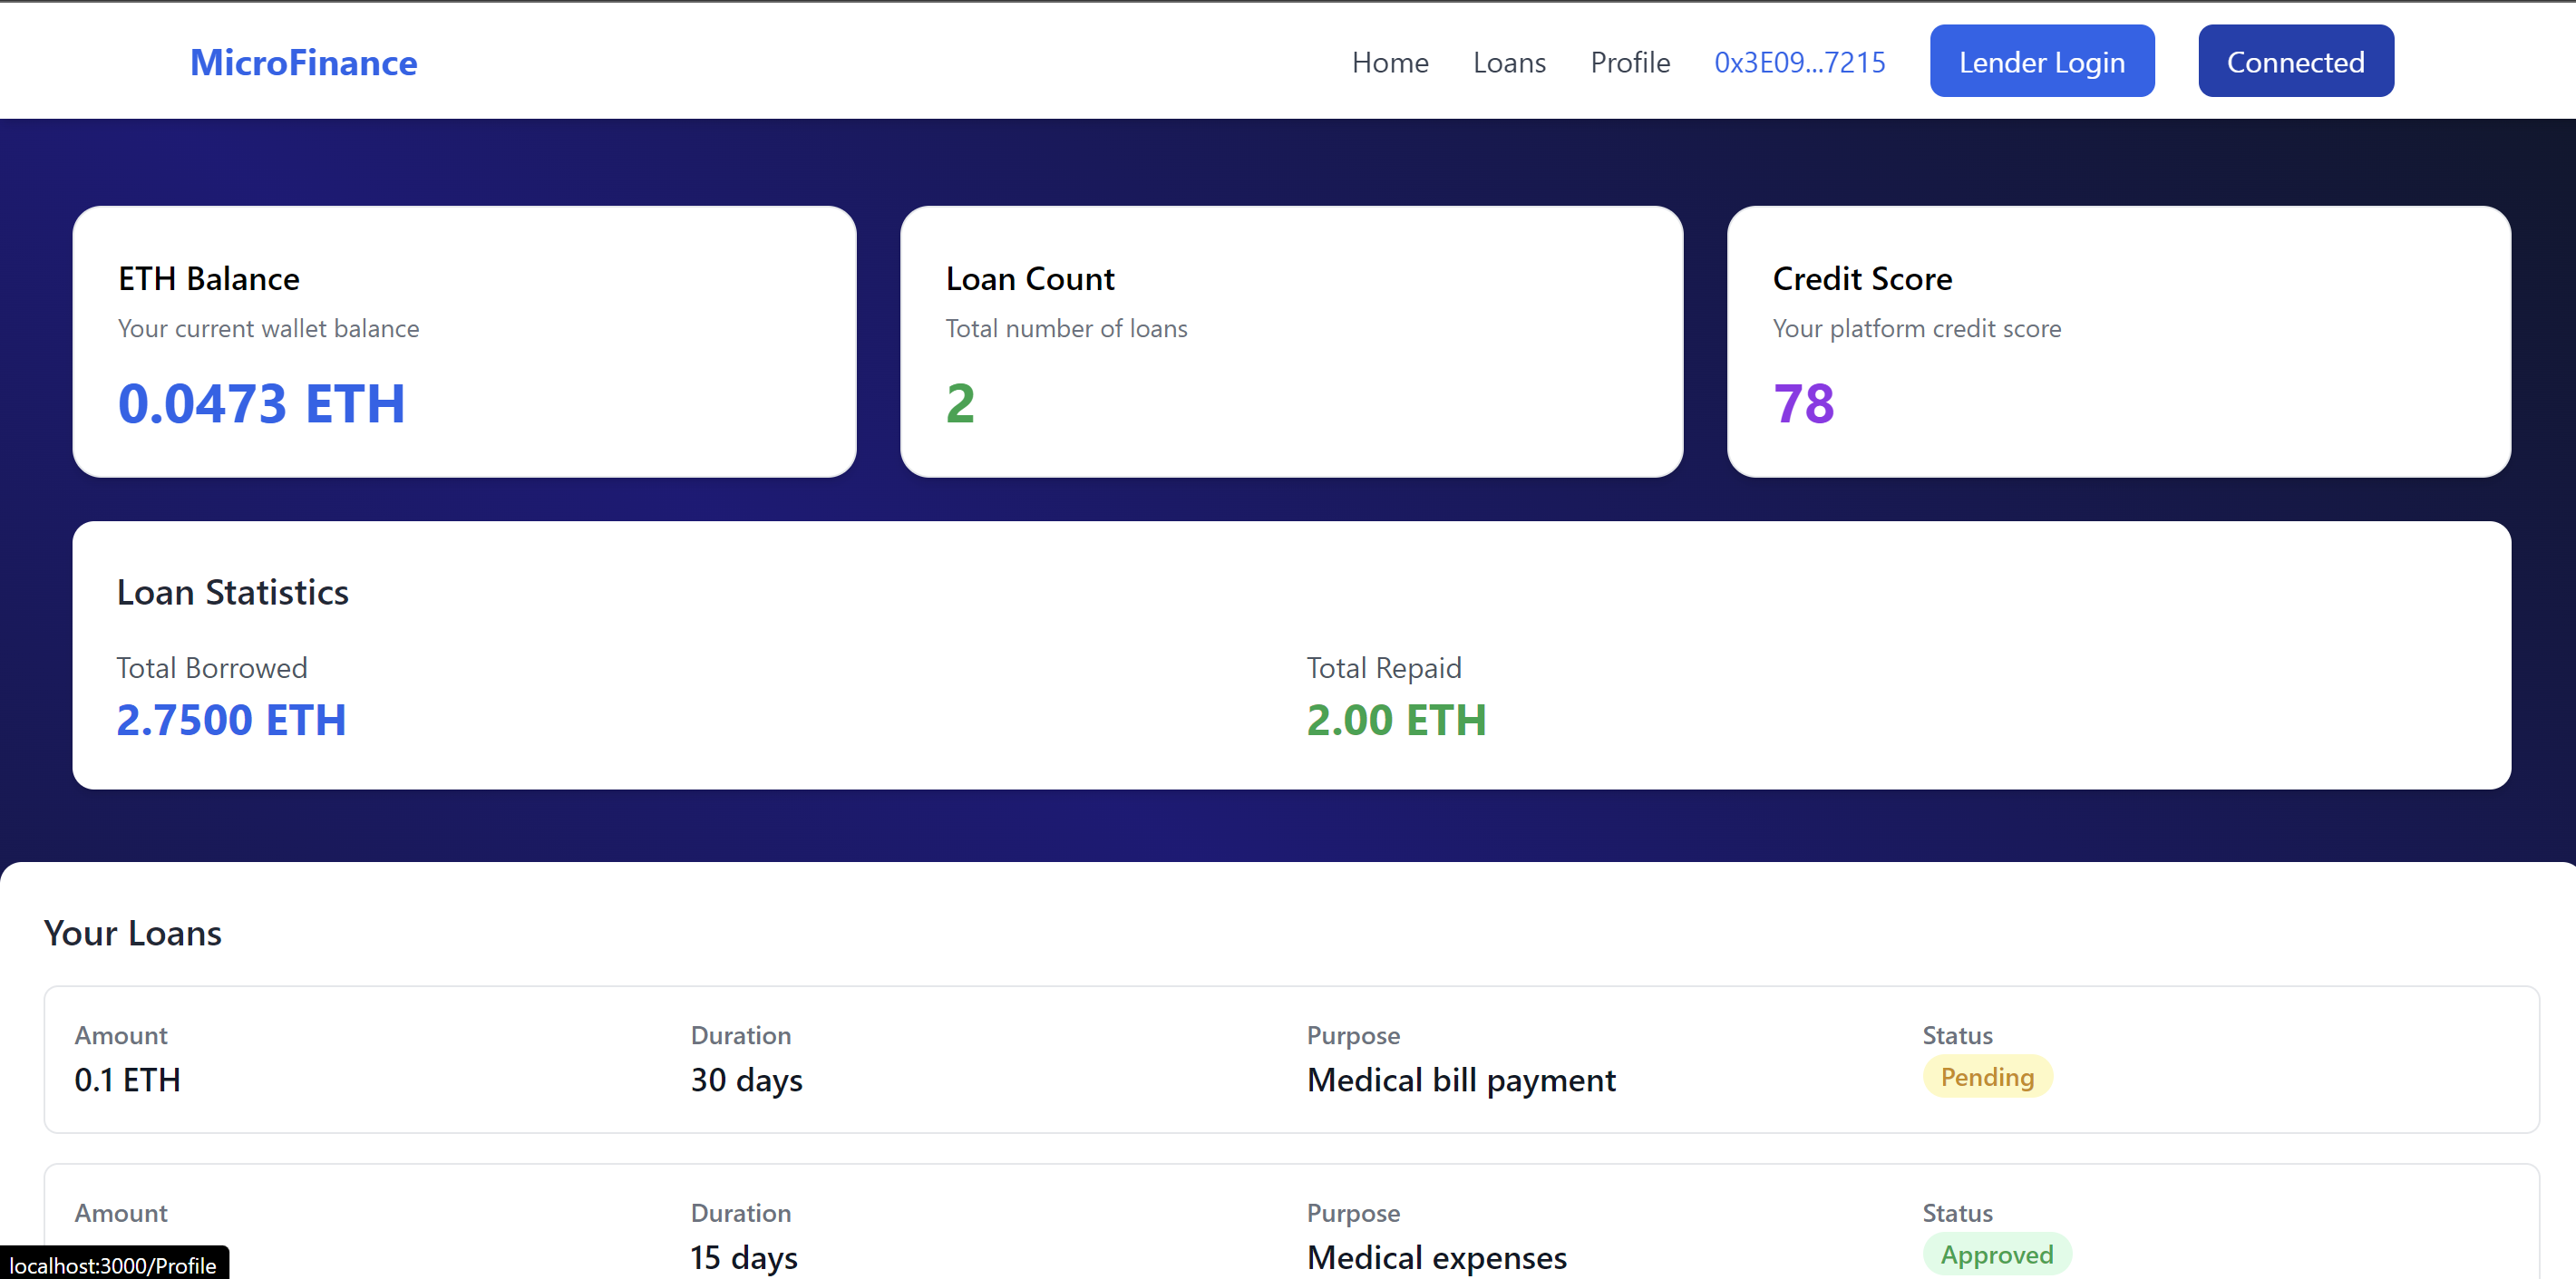 MicroFinance Home Loans Profile 0x3E09...7215 Lender Login Connected
ETH Balance Loan Count Credit Score
Your current wallet balance Total number of loans Your platform credit score
0.0473 ETH 2 78
Loan Statistics
Total Borrowed Total Repaid
2.7500 ETH 2.00 ETH
Your Loans
Amount Duration Purpose Status
0.1 ETH 30 days Medical bill payment Pending
Amount Duration Purpose Status
15 days Medical expenses Approved
localhost:3000/Profile